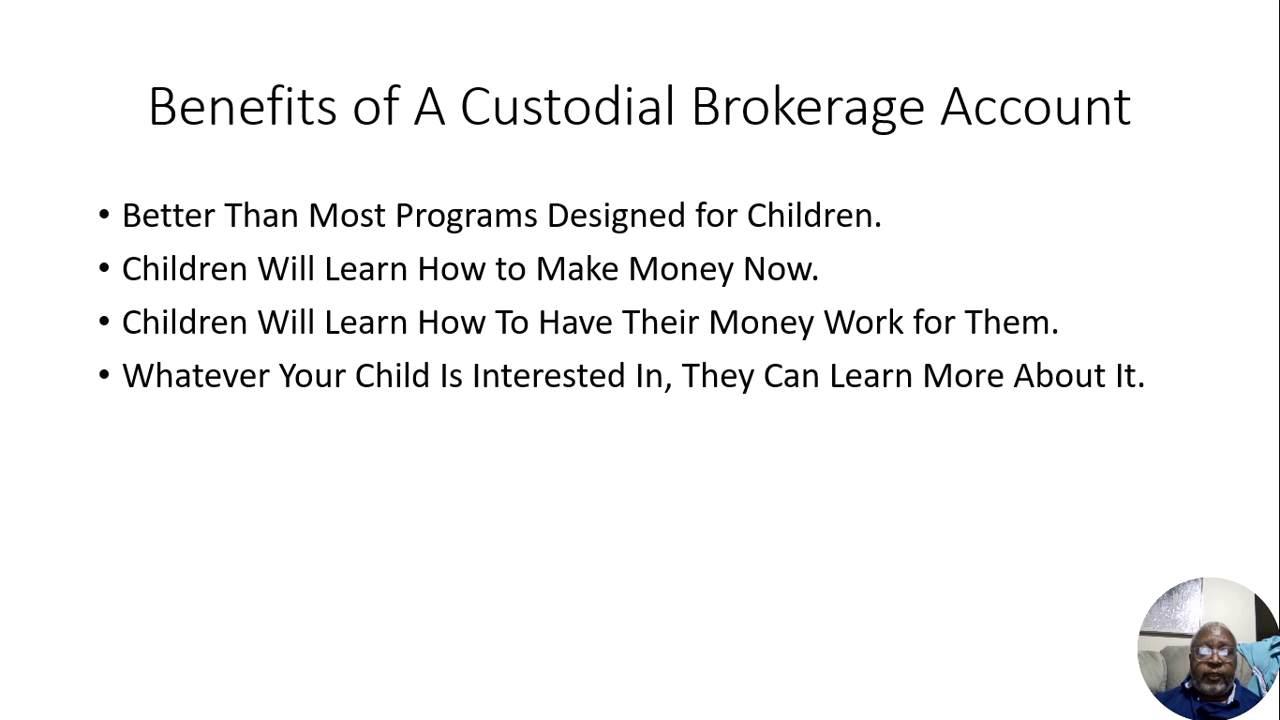 Benefits of A Custodial Brokerage Account
• Better Than Most Programs Designed for Children.
• Children Will Learn How to Make Money Now.
• Children Will Learn How To Have Their Money Work for Them.
• Whatever Your Child Is Interested In, They Can Learn More About It.